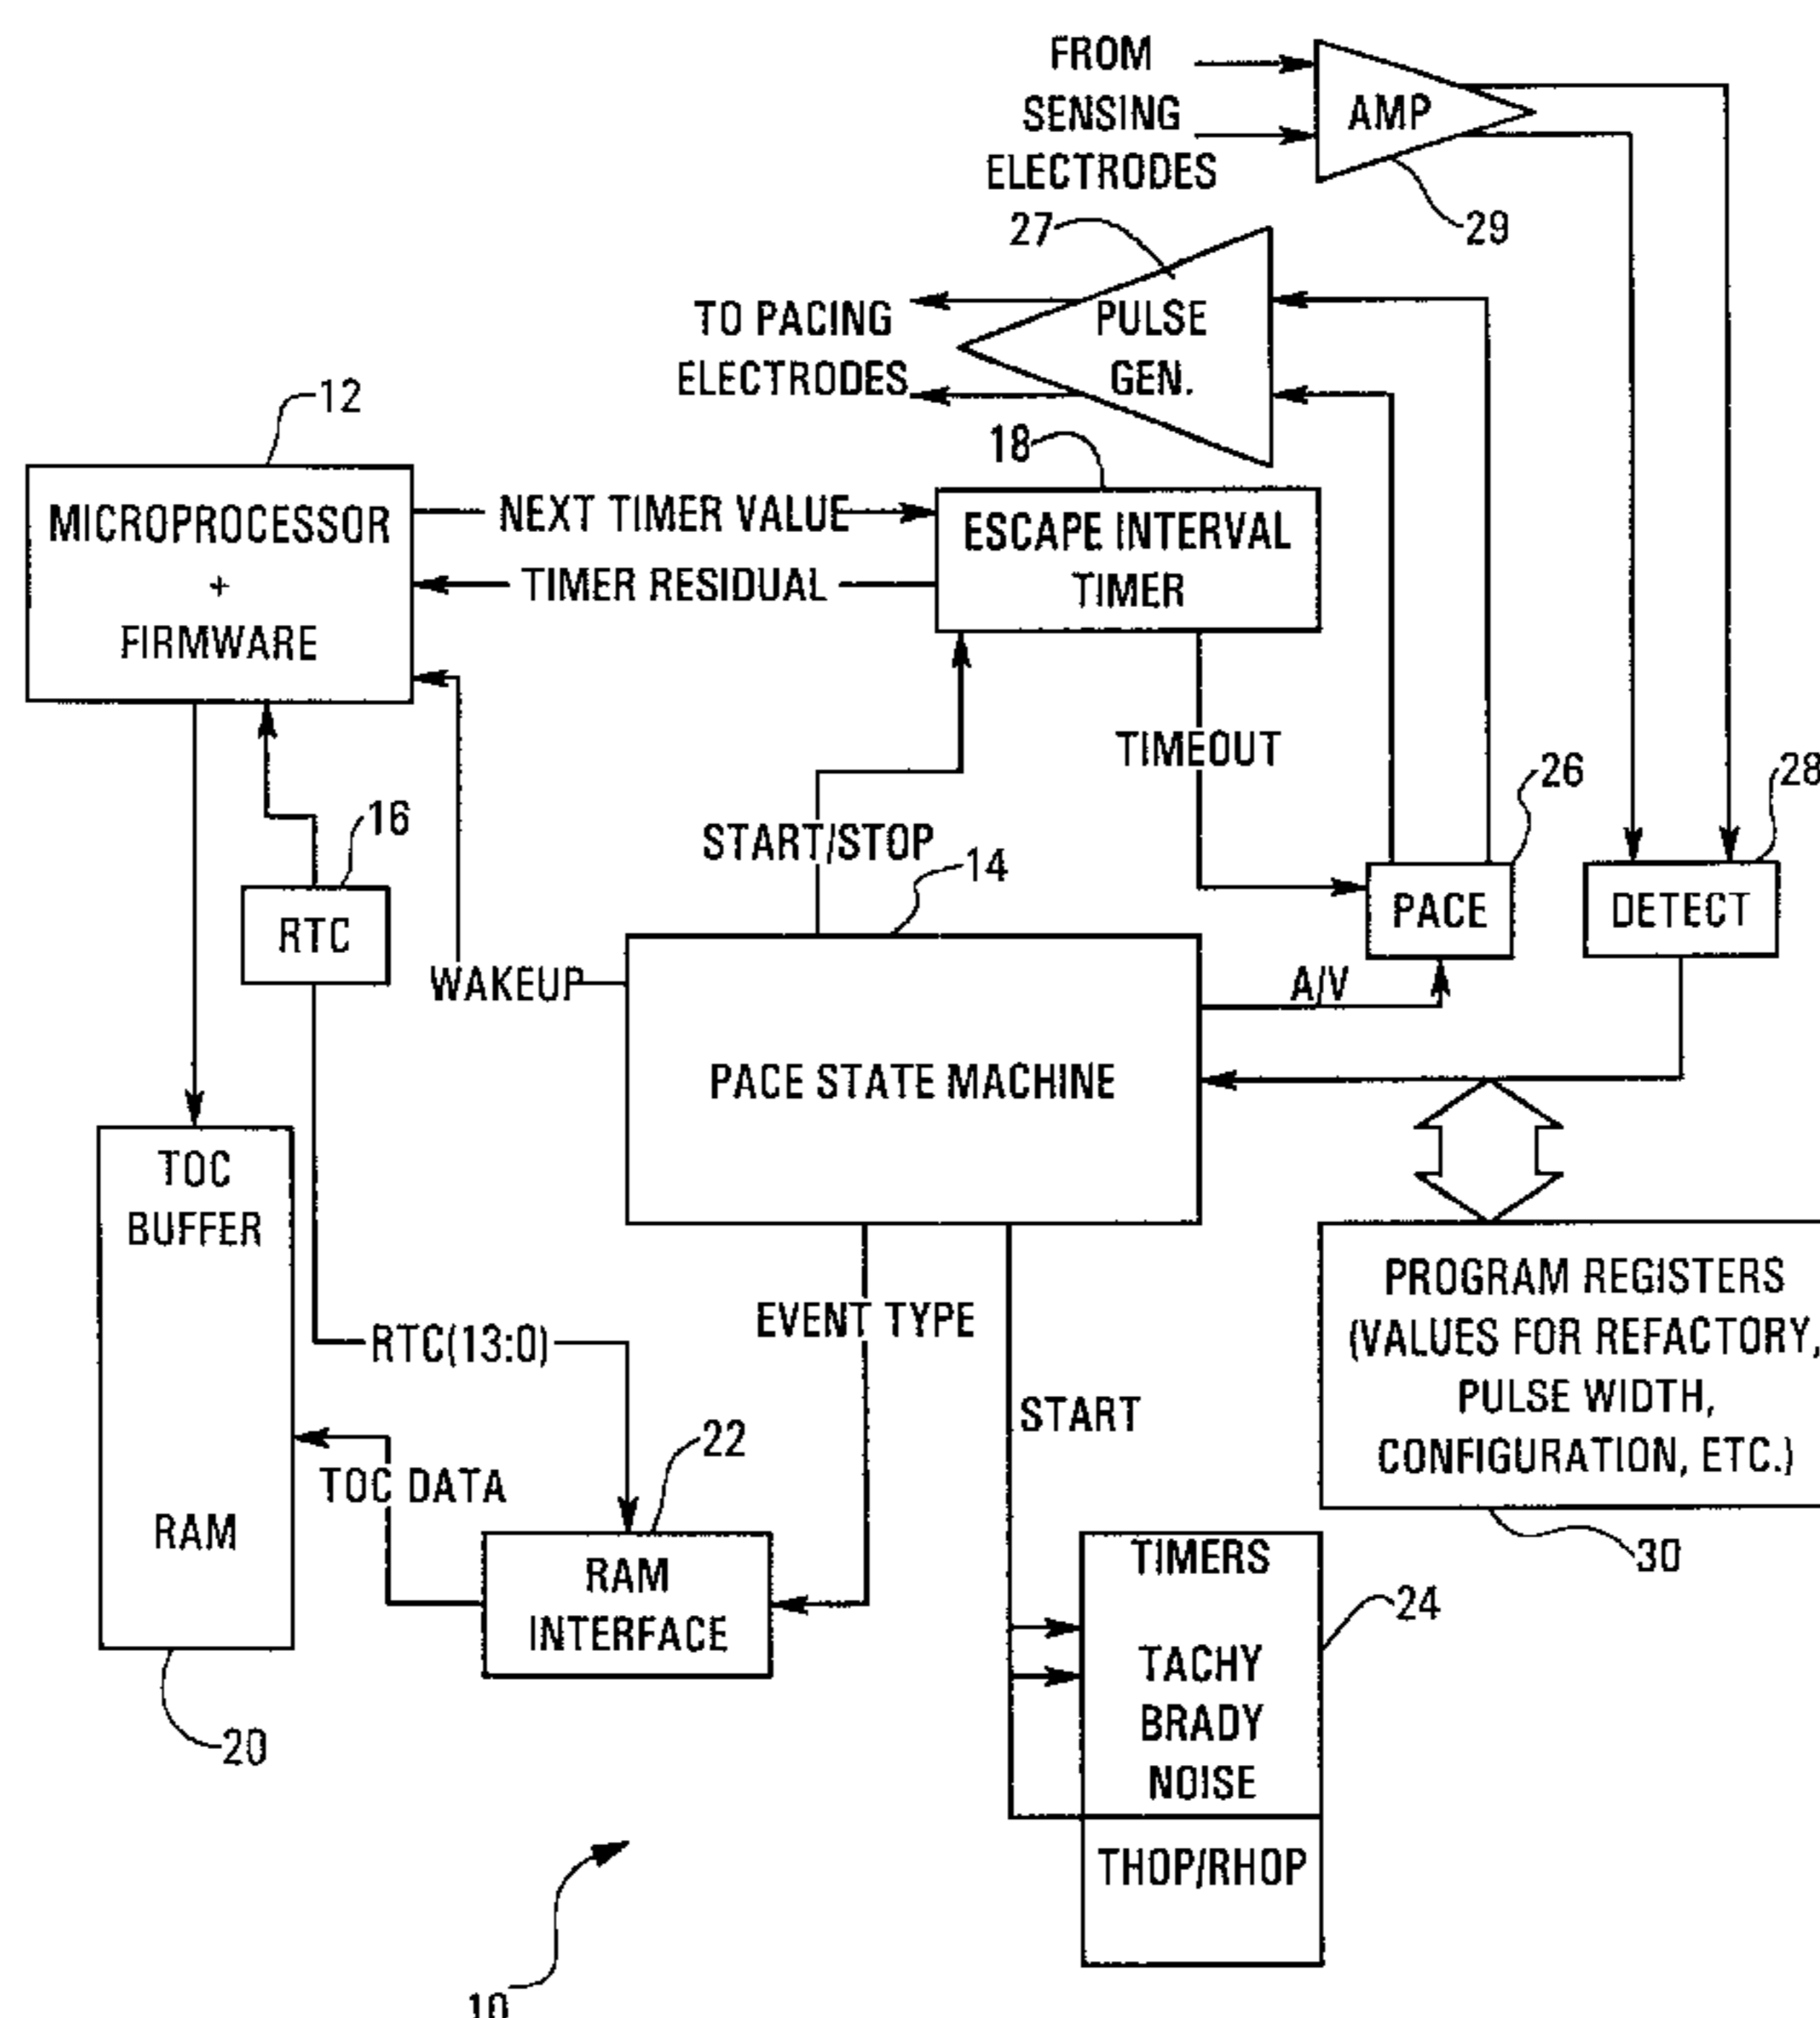 FROM
SENSING
ELECTRODES
AMP
29
27
TO PACING
ELECTRODES
PULSE
GEN.
12
18
MICROPROCESSOR
+
FIRMWARE
NEXT TIMER VALUE
TIMER RESIDUAL
ESCAPE INTERVAL
TIMER
TIMEOUT
26
28
16
START/STOP
14
RTC
PACE
DETECT
WAKEUP
A/V
PACE STATE MACHINE
TOC
BUFFER
RAM
RTC(13:0)
EVENT TYPE
PROGRAM REGISTERS
(VALUES FOR REFACTORY,
PULSE WIDTH,
CONFIGURATION, ETC.)
START
22
TOC DATA
RAM
INTERFACE
30
TIMERS
TACHY
BRADY
NOISE
24
20
THOP/RHOP
10